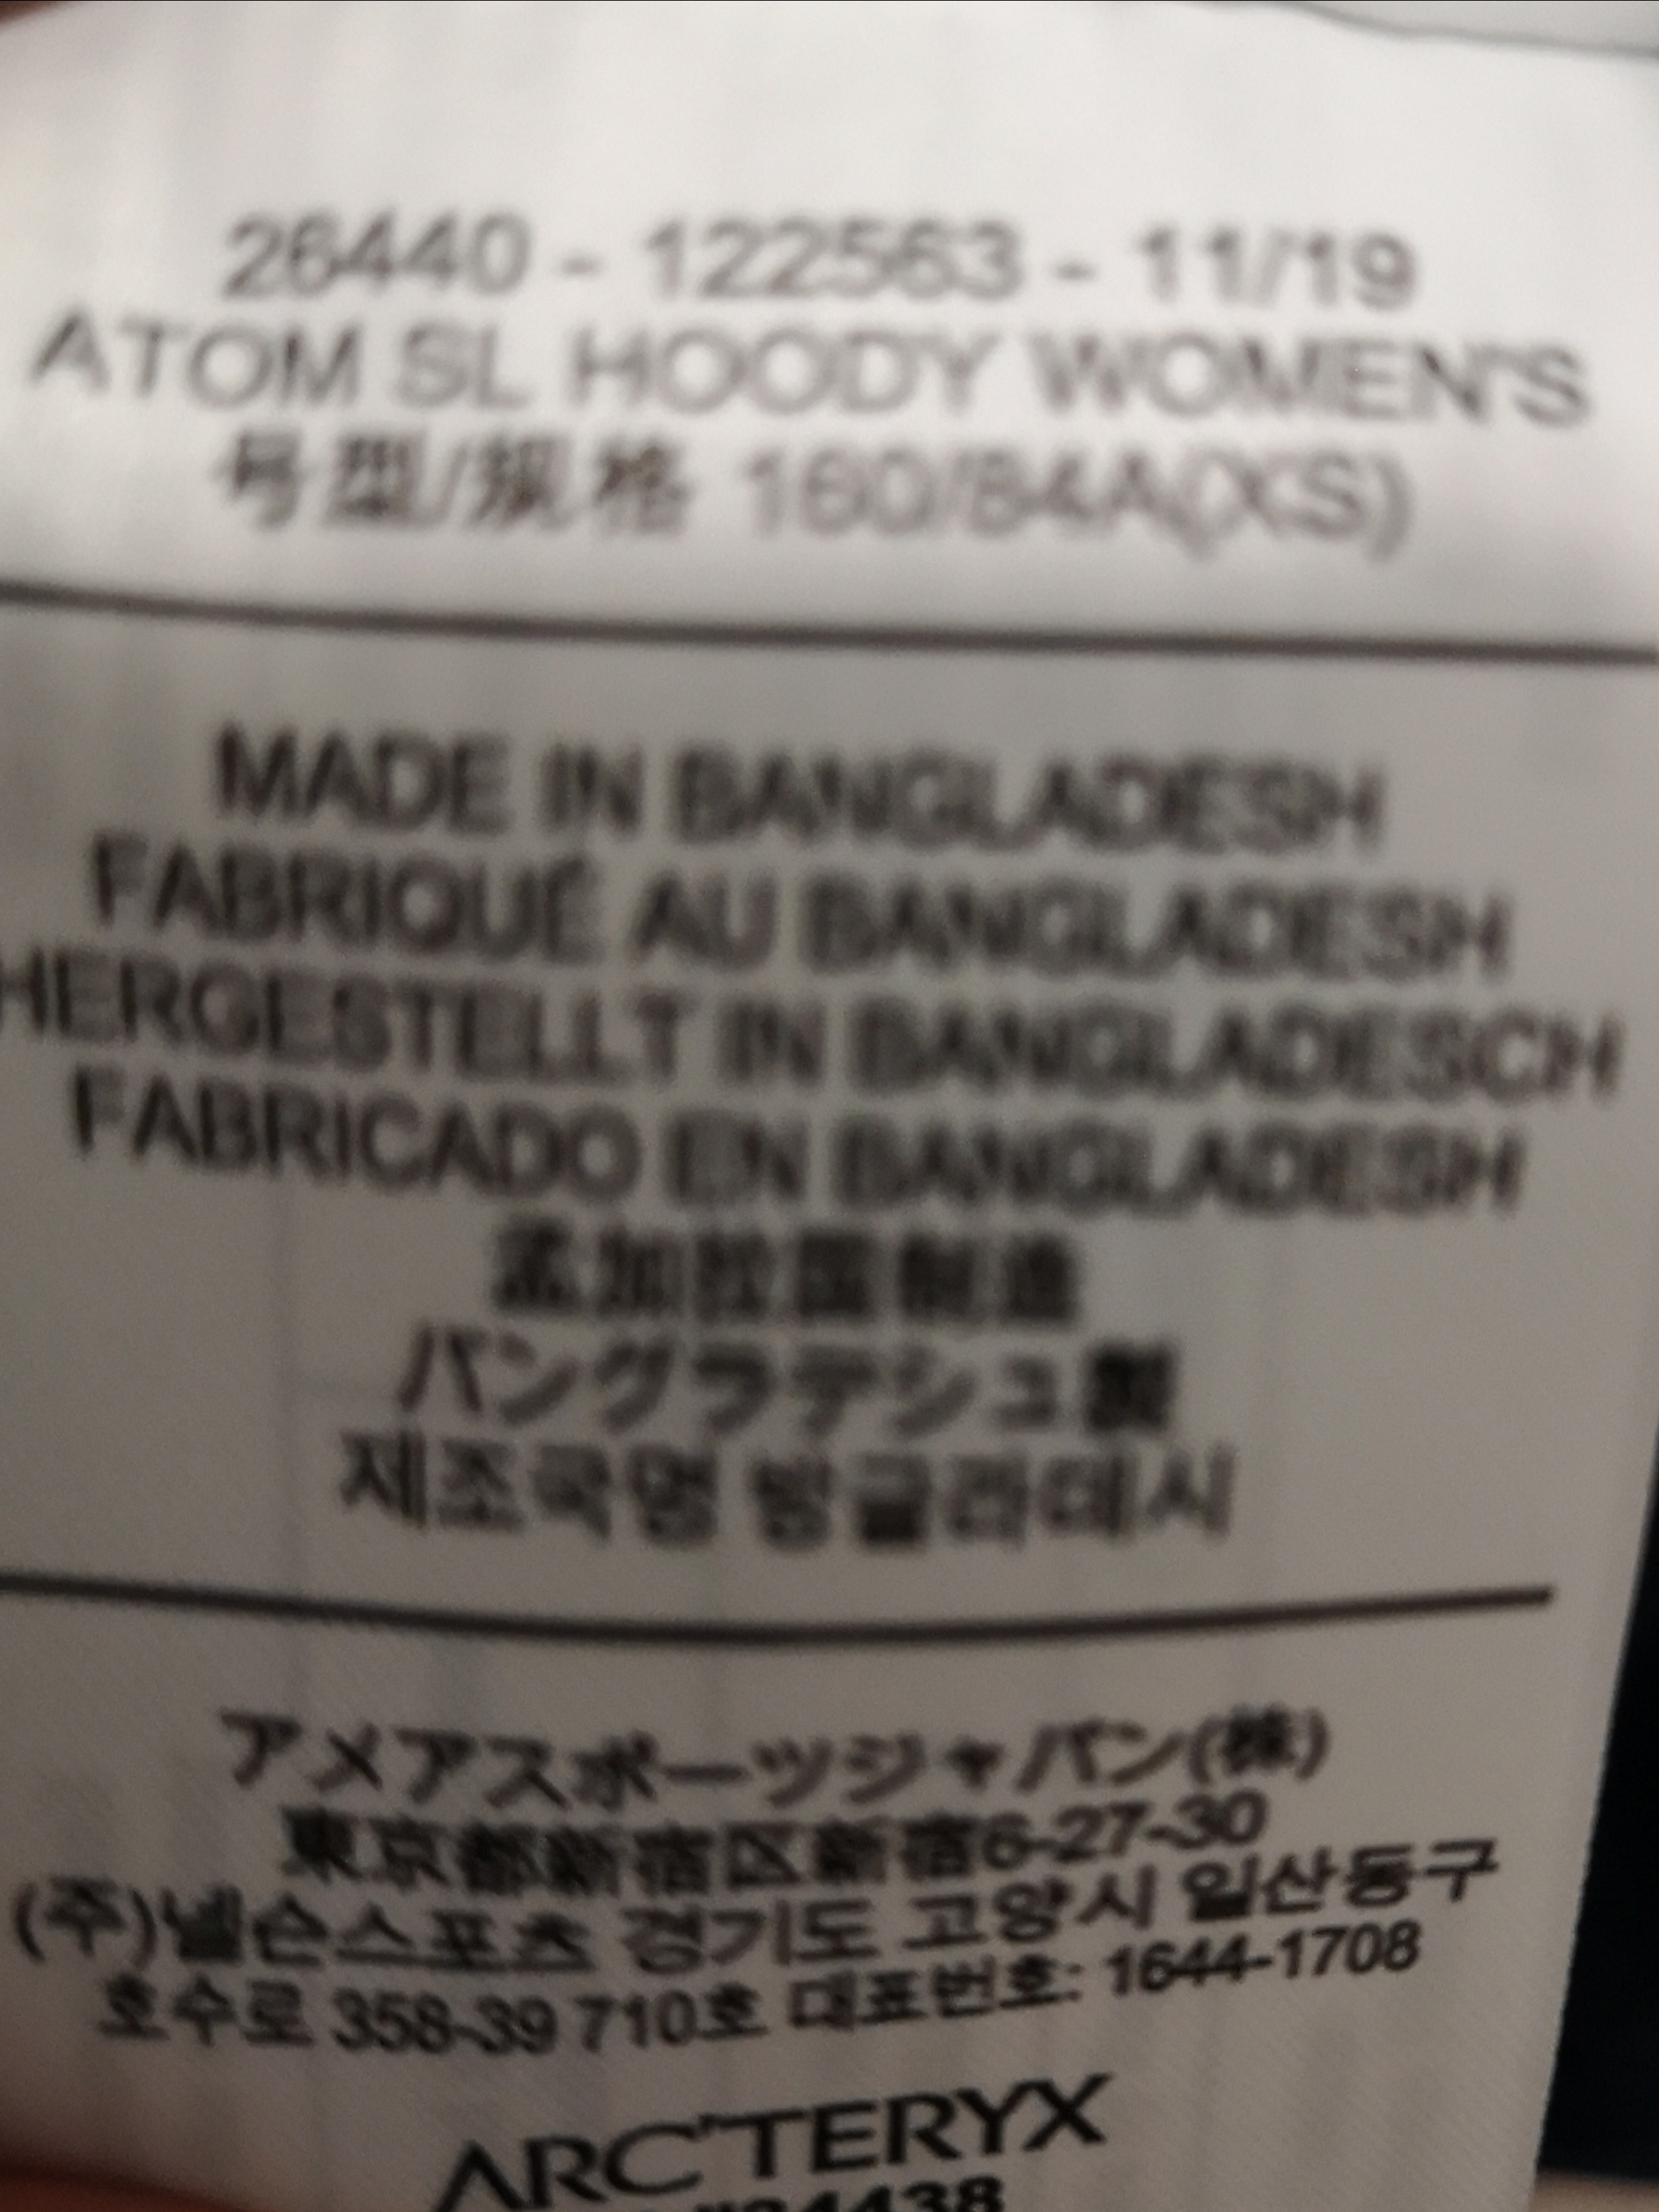 26440 - 122563 - 11/19
ATOM SL HOODY WOMEN'S
号型/规格 160/84A(XS)
MADE IN BANGLADESH
FABRIQUÉ AU BANGLADESH
HERGESTELLT IN BANGLADESCH
FABRICADO EN BANGLADESH
孟加拉国制造
バングラデシュ製
제조국명 방글라데시
アメアスポーツジャパン(株)
東京都新宿区新宿6-27-30
(주)넬슨스포츠 경기도 고양시 일산동구
호수로 358-39 710호 대표번호: 1644-1708
ARC'TERYX